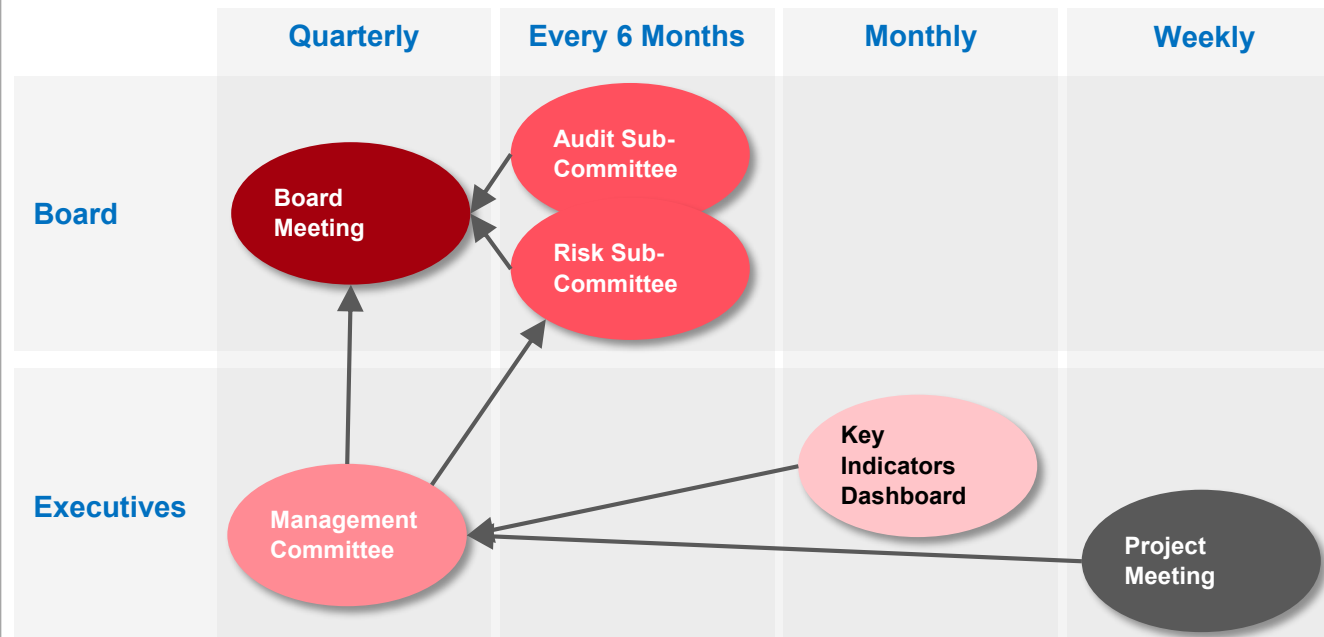 Quarterly
Every 6 Months
Monthly
Weekly
Board
Board
Meeting
Audit Sub-
Committee
Risk Sub-
Committee
Executives
Management
Committee
Key
Indicators
Dashboard
Project
Meeting